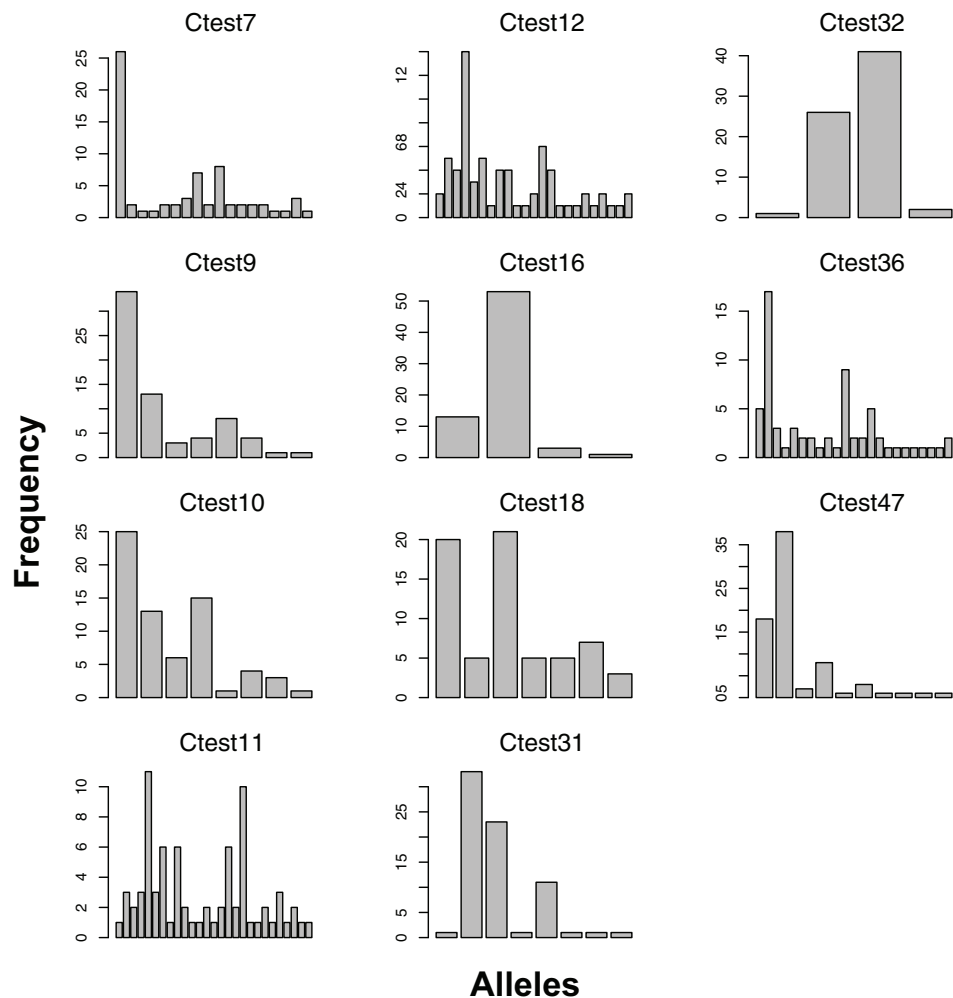 Ctest7
0 5 10 15 20 25
Ctest12
0 24 68 12
Ctest32
0 10 20 30 40
Ctest9
0 5 15 25
Ctest16
0 10 20 30 40 50
Ctest36
0 5 10 15
Frequency
Ctest10
0 5 10 15 20 25
Ctest18
0 5 10 15 20
Ctest47
05 15 25 35
Ctest11
0 2 4 6 8 10
Ctest31
0 5 15 25
Alleles